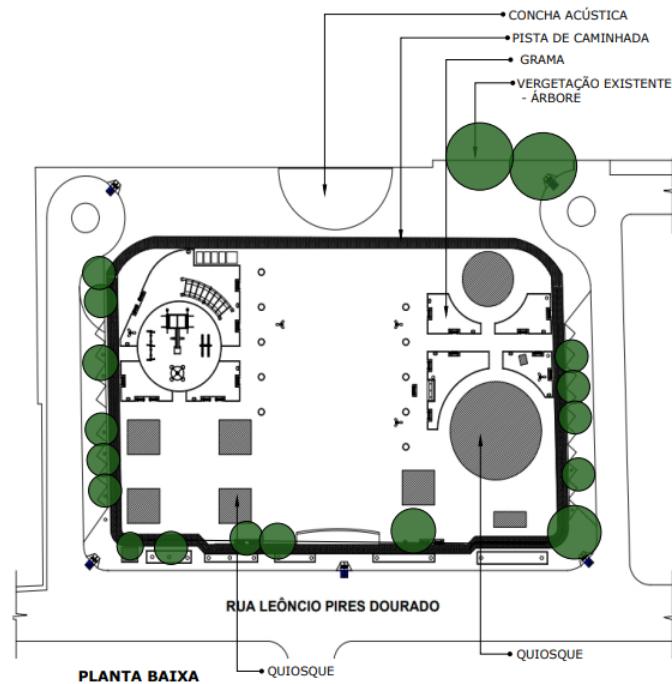 CONCHA ACÚSTICA
PISTA DE CAMINHADA
GRAMA
VERGETAÇÃO EXISTENTE
- ÁRBORE
RUA LEÔNCIO PIRES DOURADO
QUIOSQUE
QUIOSQUE
PLANTA BAIXA